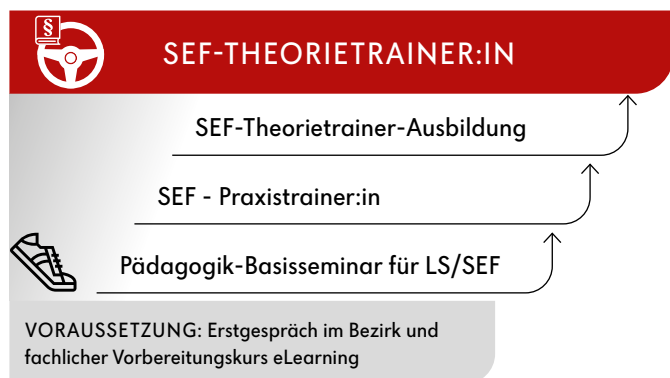 §
SEF-THEORIETRAINER:IN
SEF-Theorietrainer-Ausbildung
SEF - Praxistrainer:in
Pädagogik-Basisseminar für LS/SEF
VORAUSSETZUNG: Erstgespräch im Bezirk und
fachlicher Vorbereitungskurs eLearning